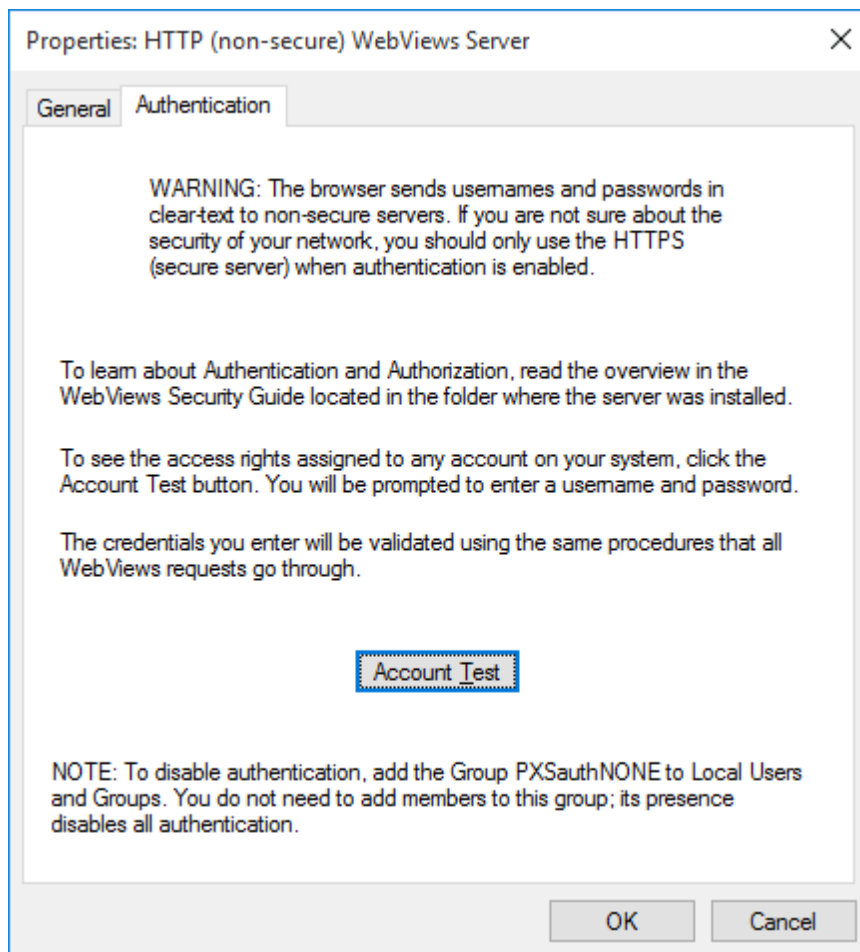 Properties: HTTP (non-secure) WebViews Server
General
Authentication
WARNING: The browser sends usernames and passwords in
clear-text to non-secure servers. If you are not sure about the
security of your network, you should only use the HTTPS
(secure server) when authentication is enabled.
To learn about Authentication and Authorization, read the overview in the
WebViews Security Guide located in the folder where the server was installed.
To see the access rights assigned to any account on your system, click the
Account Test button. You will be prompted to enter a username and password.
The credentials you enter will be validated using the same procedures that all
WebViews requests go through.
Account Test
NOTE: To disable authentication, add the Group PXSauthNONE to Local Users
and Groups. You do not need to add members to this group; its presence
disables all authentication.
OK
Cancel